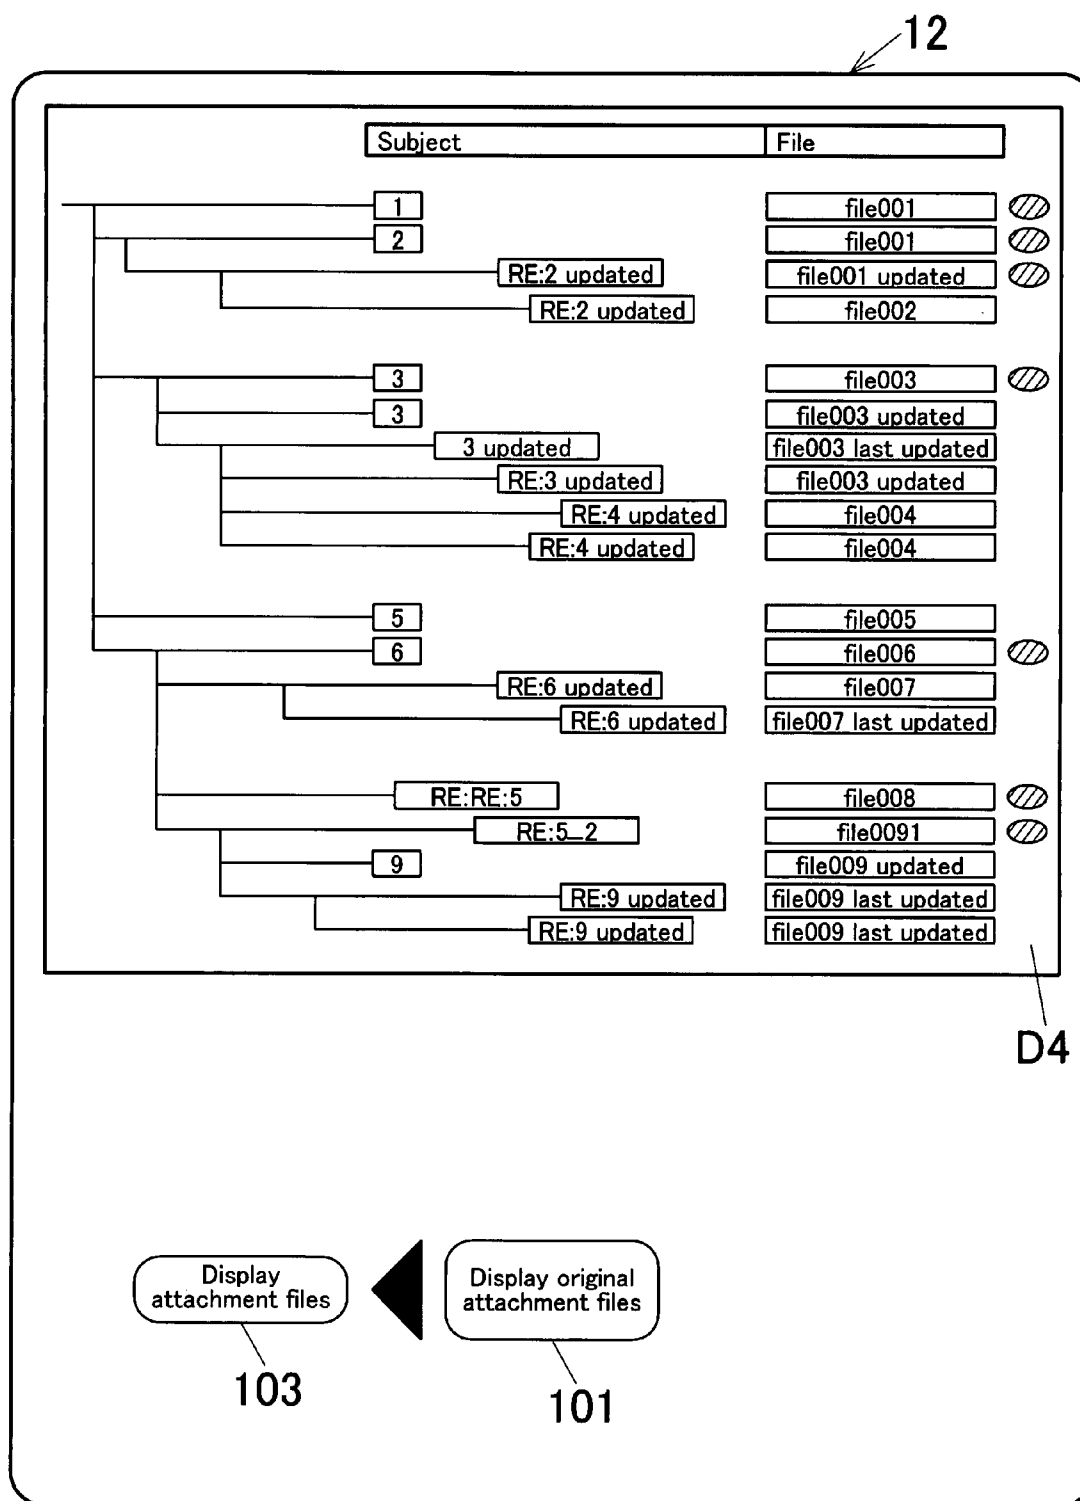 12
Subject File
1 file001
2 file001
RE:2 updated file001 updated
RE:2 updated file002
3 file003
3 file003 updated
3 updated file003 last updated
RE:3 updated file003 updated
RE:4 updated file004
RE:4 updated file004
5 file005
6 file006
RE:6 updated file007
RE:6 updated file007 last updated
RE:RE:5 file008
RE:5_2 file0091
9 file009 updated
RE:9 updated file009 last updated
RE:9 updated file009 last updated
D4
Display
attachment files
Display original
attachment files
103
101